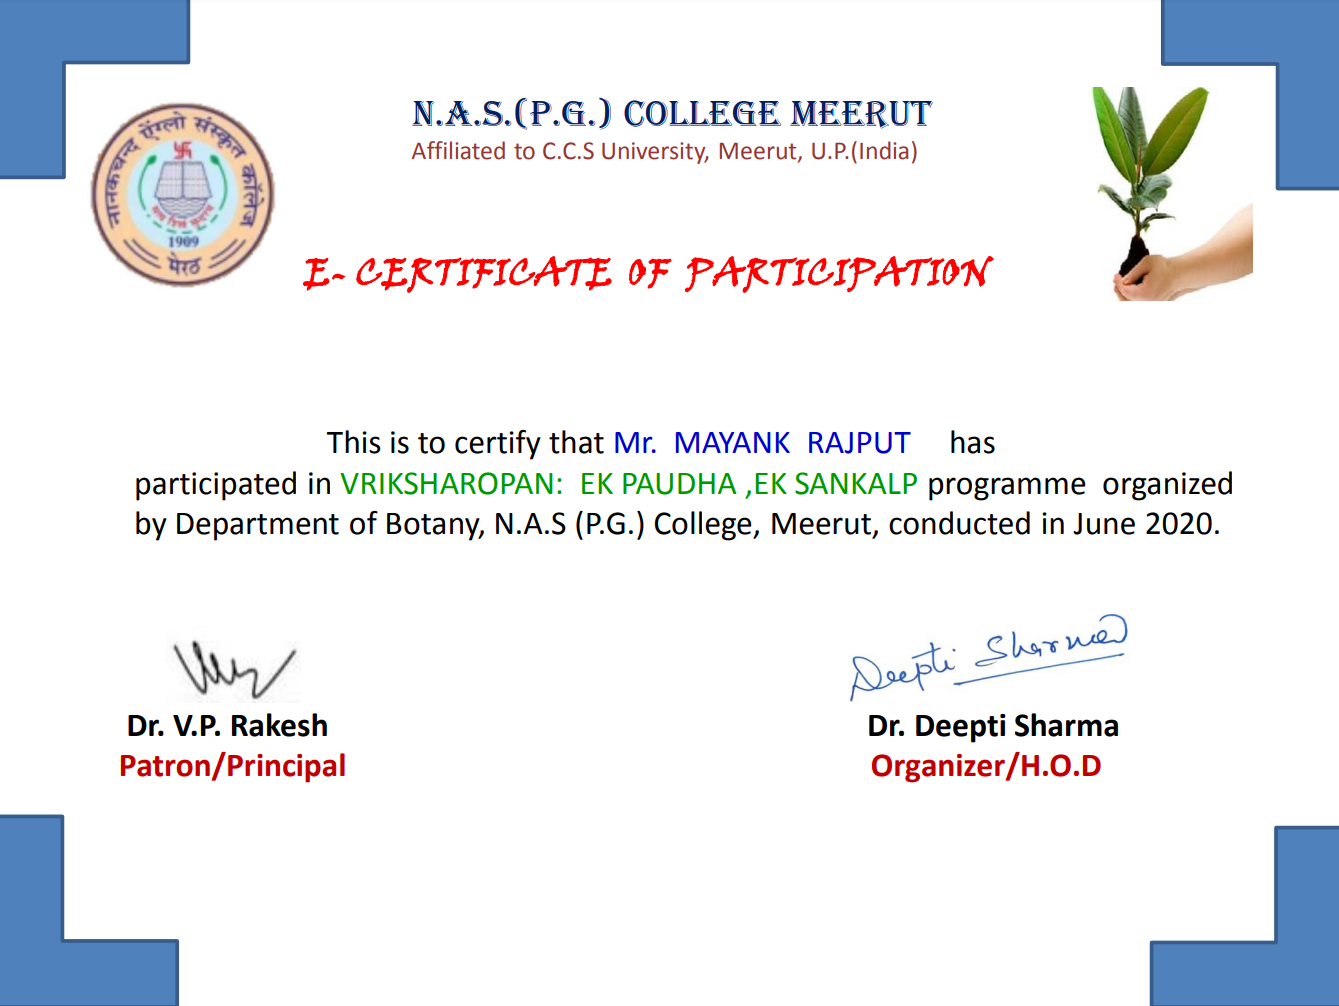 N.A.S.(P.G.) COLLEGE MEERUT
Affiliated to C.C.S University, Meerut, U.P.(India)
नानकचन्द ऐंग्लो संस्कृत कॉलेज
1909
मेरठ
E- CERTIFICATE OF PARTICIPATION
This is to certify that Mr. MAYANK RAJPUT has
participated in VRIKSHAROPAN: EK PAUDHA ,EK SANKALP programme organized
by Department of Botany, N.A.S (P.G.) College, Meerut, conducted in June 2020.
Deepti Sharma
Dr. V.P. Rakesh
Dr. Deepti Sharma
Patron/Principal
Organizer/H.O.D